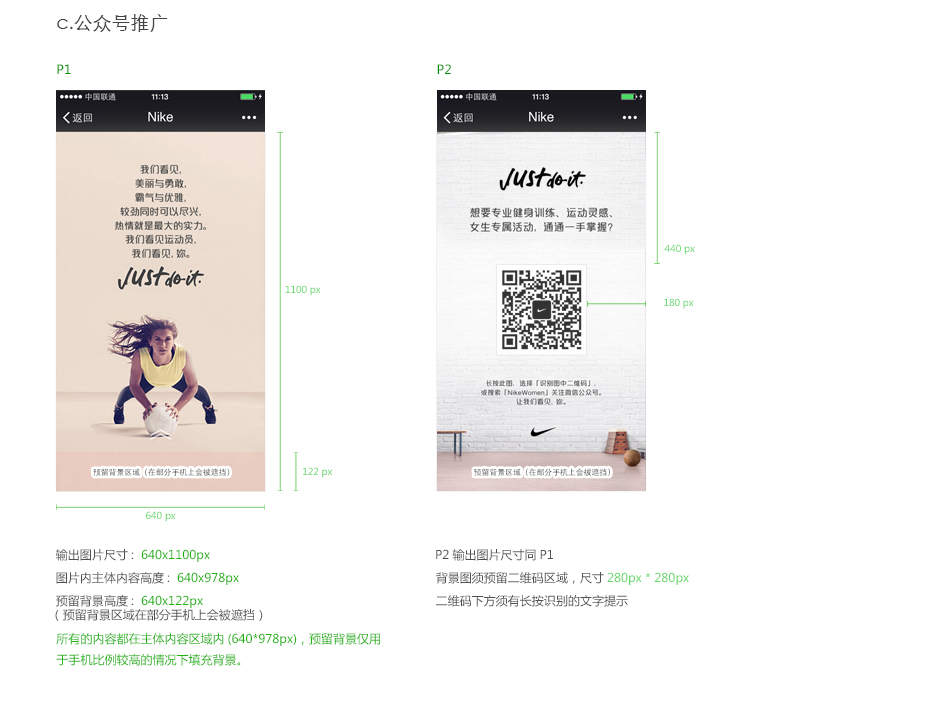 C.公众号推广
P1
中国联通 11:13
返回 Nike
我们看见,
美丽与勇敢,
霸气与优雅,
较劲同时可以尽兴,
热情就是最大的实力。
我们看见运动员,
我们看见,妳。
JUST do it.
预留背景区域（在部分手机上会被遮挡）
1100 px
122 px
640 px
输出图片尺寸：640x1100px
图片内主体内容高度：640x978px
预留背景高度：640x122px
（预留背景区域在部分手机上会被遮挡）
所有的内容都在主体内容区域内 (640*978px)，预留背景仅用
于手机比例较高的情况下填充背景。
P2
中国联通 11:13
返回 Nike
JUST do it.
想要专业健身训练、运动灵感、
女生专属活动，通通一手掌握?
长按此图，选择「识别图中二维码」,
或搜索「NikeWomen」关注微信公众号。
让我们看见,妳。
预留背景区域（在部分手机上会被遮挡）
440 px
180 px
P2 输出图片尺寸同 P1
背景图须预留二维码区域，尺寸 280px * 280px
二维码下方须有长按识别的文字提示